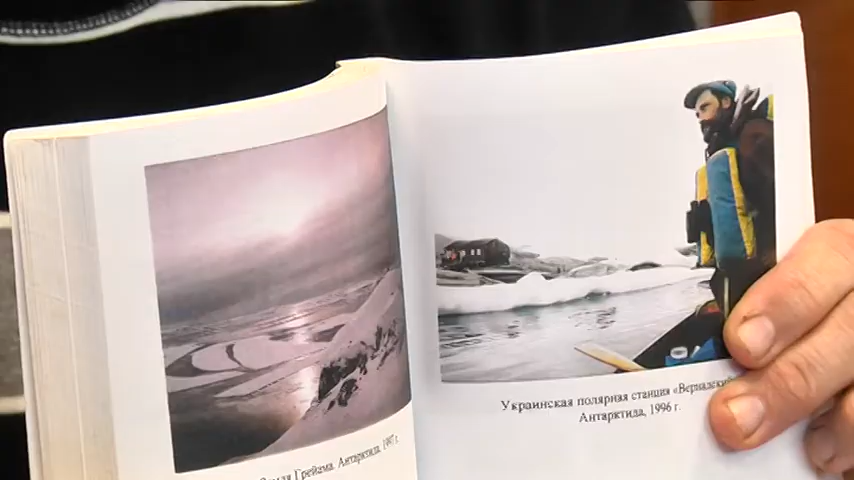 Грейама. Антарктида, 1997 г.
Украинская полярная станция «Вернадский
Антарктида, 1996 г.